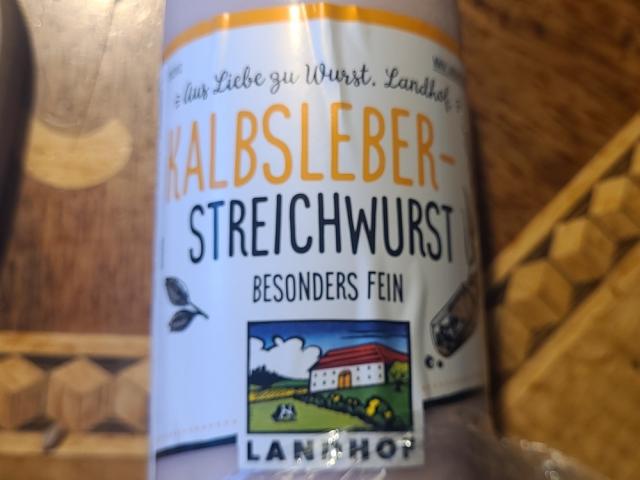 Aus Liebe zu Wurst. Landhof
KALBSLEBER-
STREICHWURST
BESONDERS FEIN
LANDHOF